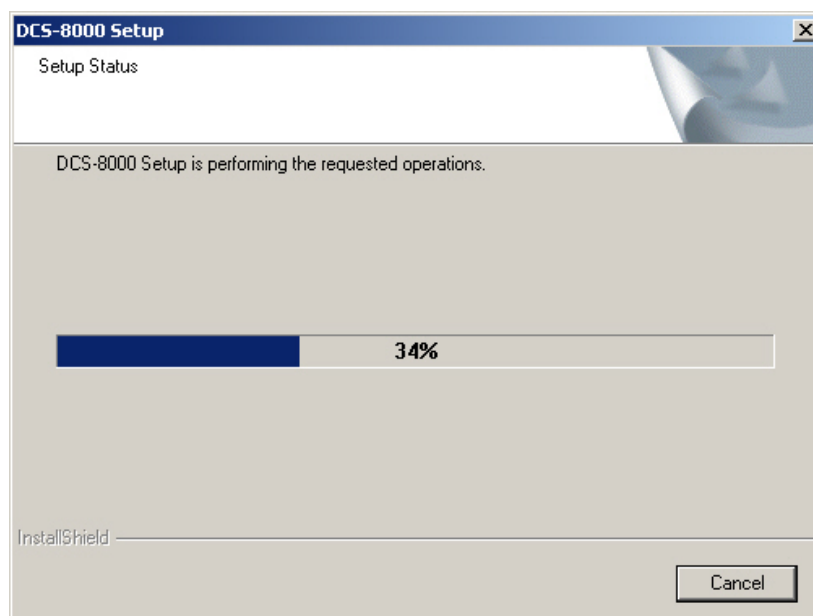 DCS-8000 Setup
Setup Status
DCS-8000 Setup is performing the requested operations.
34%
InstallShield
Cancel